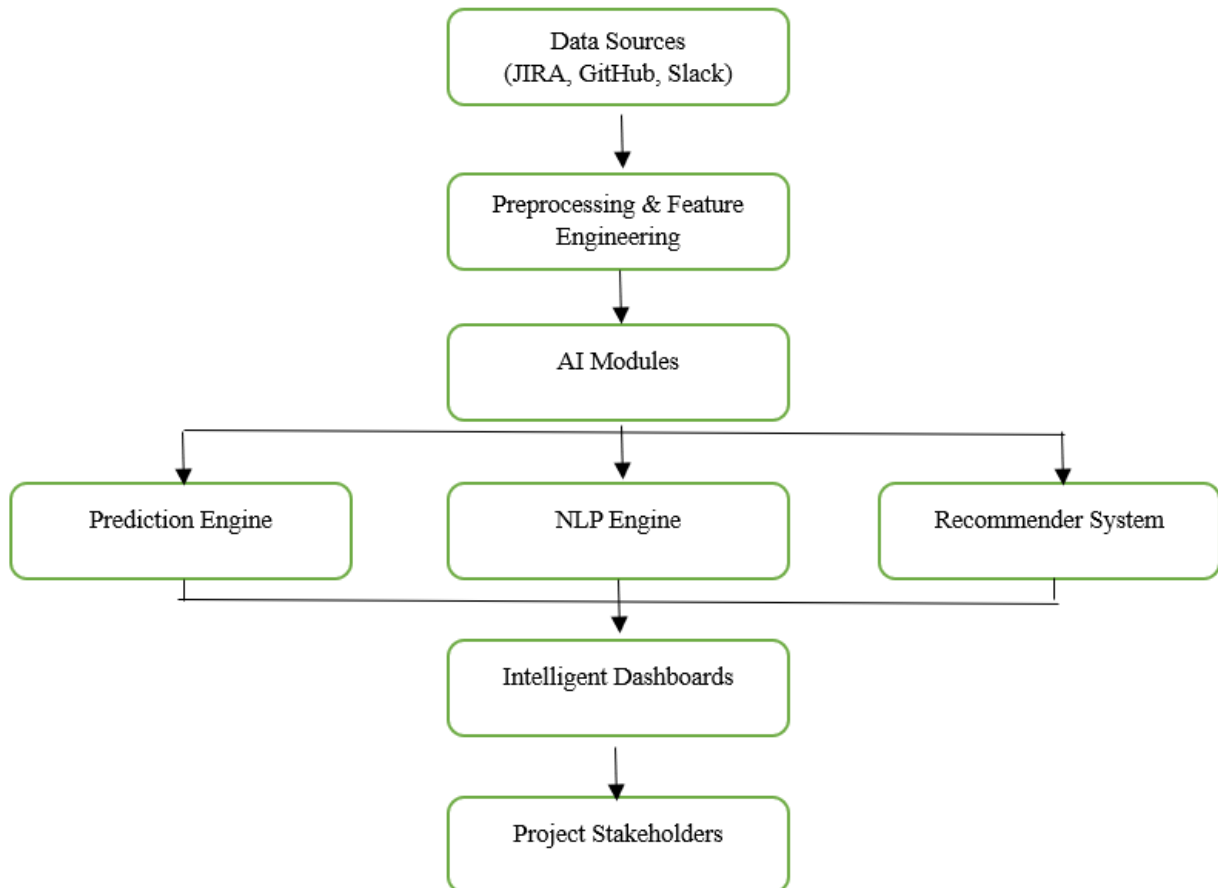 Data Sources
(JIRA, GitHub, Slack)
Preprocessing & Feature
Engineering
AI Modules
Prediction Engine
NLP Engine
Recommender System
Intelligent Dashboards
Project Stakeholders